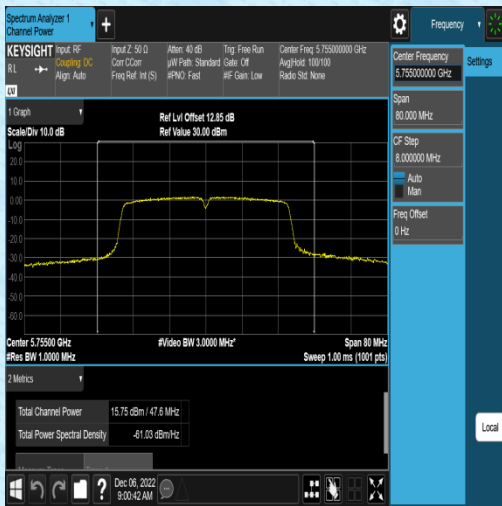 Spectrum Analyzer 1
Channel Power
Frequency
KEYSIGHT
RL
LXI
Input: RF
Coupling: DC
Align: Auto
Input Z: 50 Ω
Corr CCorr
Freq Ref: Int (S)
Atten: 40 dB
µW Path: Standard
#PNO: Fast
Trig: Free Run
Gate: Off
#IF Gain: Low
Center Freq: 5.755000000 GHz
Avg|Hold: 100/100
Radio Std: None
Center Frequency
5.755000000 GHz
Settings
Span
80.000 MHz
CF Step
8.000000 MHz
Auto
Man
Freq Offset
0 Hz
1 Graph
Scale/Div 10.0 dB
Ref Lvl Offset 12.85 dB
Ref Value 30.00 dBm
Log
20.0
10.0
0.00
-10.0
-20.0
-30.0
-40.0
-50.0
-60.0
Center 5.75500 GHz
#Video BW 3.0000 MHz*
Span 80 MHz
#Res BW 1.0000 MHz
Sweep 1.00 ms (1001 pts)
2 Metrics
Total Channel Power
15.75 dBm / 47.6 MHz
Total Power Spectral Density
-61.03 dBm/Hz
Local
?
Dec 06, 2022
9:00:42 AM